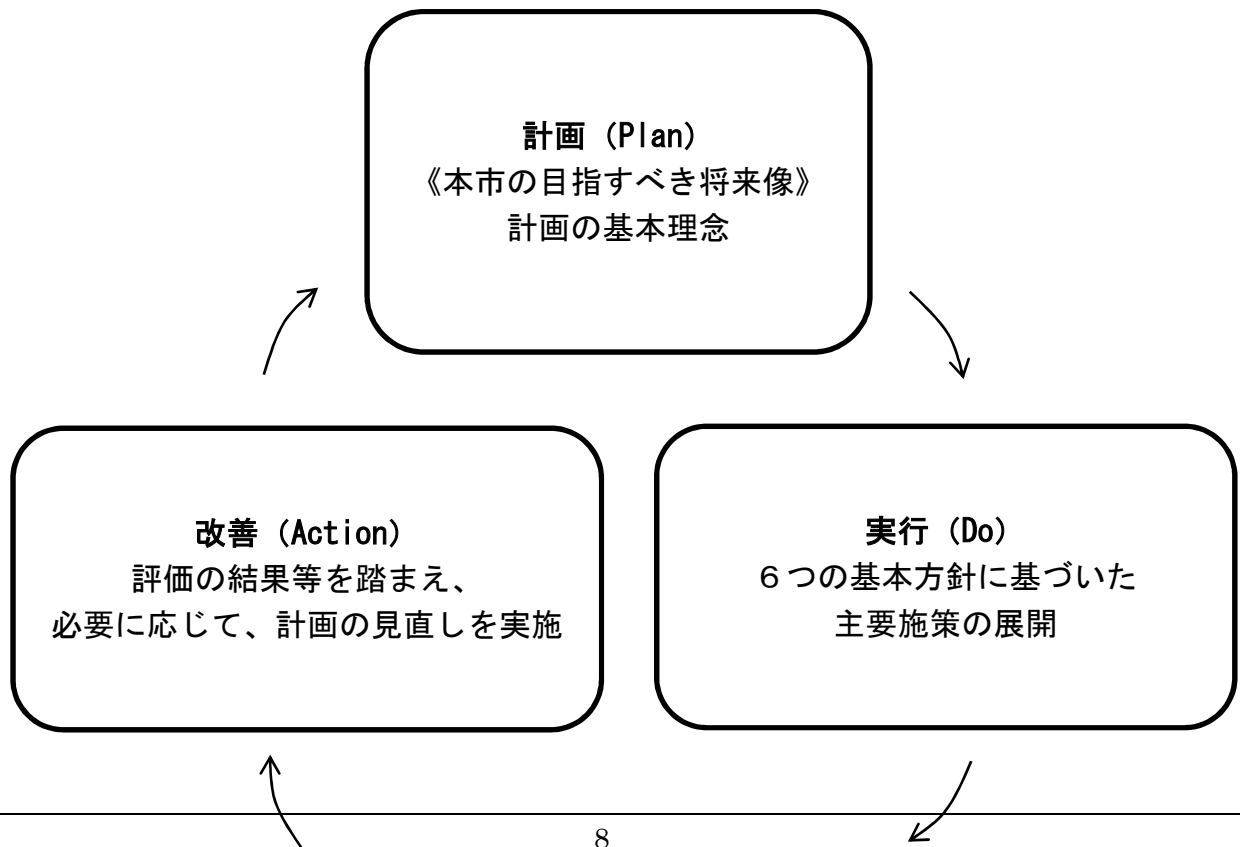 計画（Plan）
《本市の目指すべき将来像》
計画の基本理念
改善（Action）
評価の結果等を踏まえ、
必要に応じて、計画の見直しを実施
実行（Do）
６つの基本方針に基づいた
主要施策の展開
8